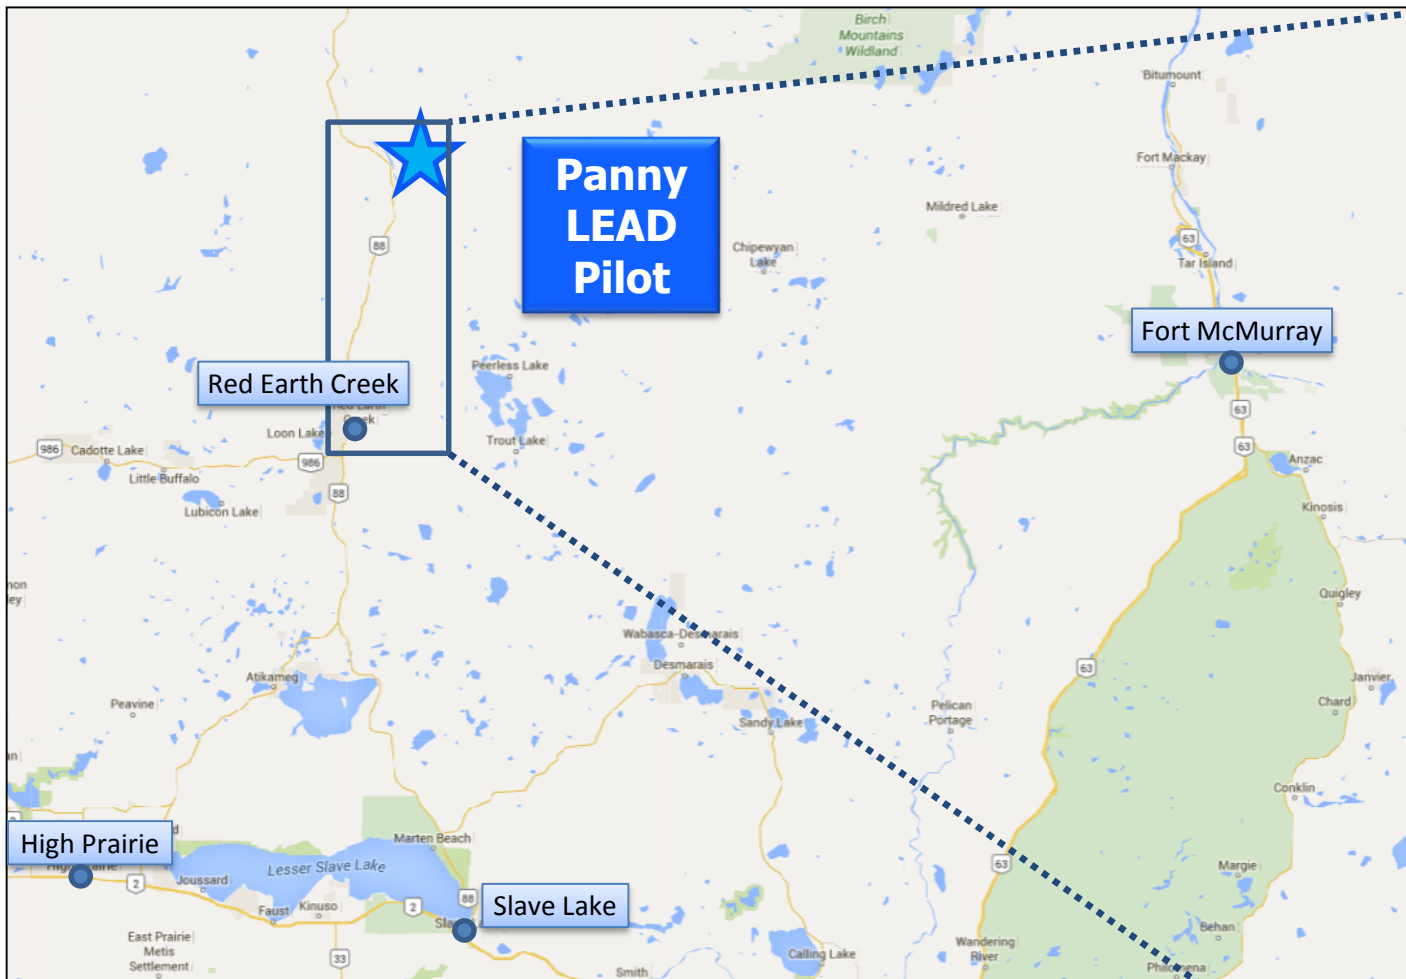 Birch
Mountains
Wildland
Bitumount
Panny
LEAD
Pilot
Fort Mackay
Mildred Lake
88
Chipewyan
Lake
63
Tar Island
Fort McMurray
Peerless Lake
Red Earth Creek
Creek
Loon Lake
Trout Lake
63
63
986
Cadotte Lake
986
Little Buffalo
88
Lubicon Lake
Anzac
Kinosis
Quigley
Wabasca-Desmarais
Desmarais
63
Atikameg
Peavine
Janvier
Chard
Pelican
Portage
Sandy Lake
Conklin
High Prairie
Marten Beach
Lesser Slave Lake
63
Margie
2
Joussard
88
Slave Lake
2
Kinuso
Faust
Behan
East Prairie
Metis
Settlement
33
Smith
Calling Lake
Wandering
River
Philomena